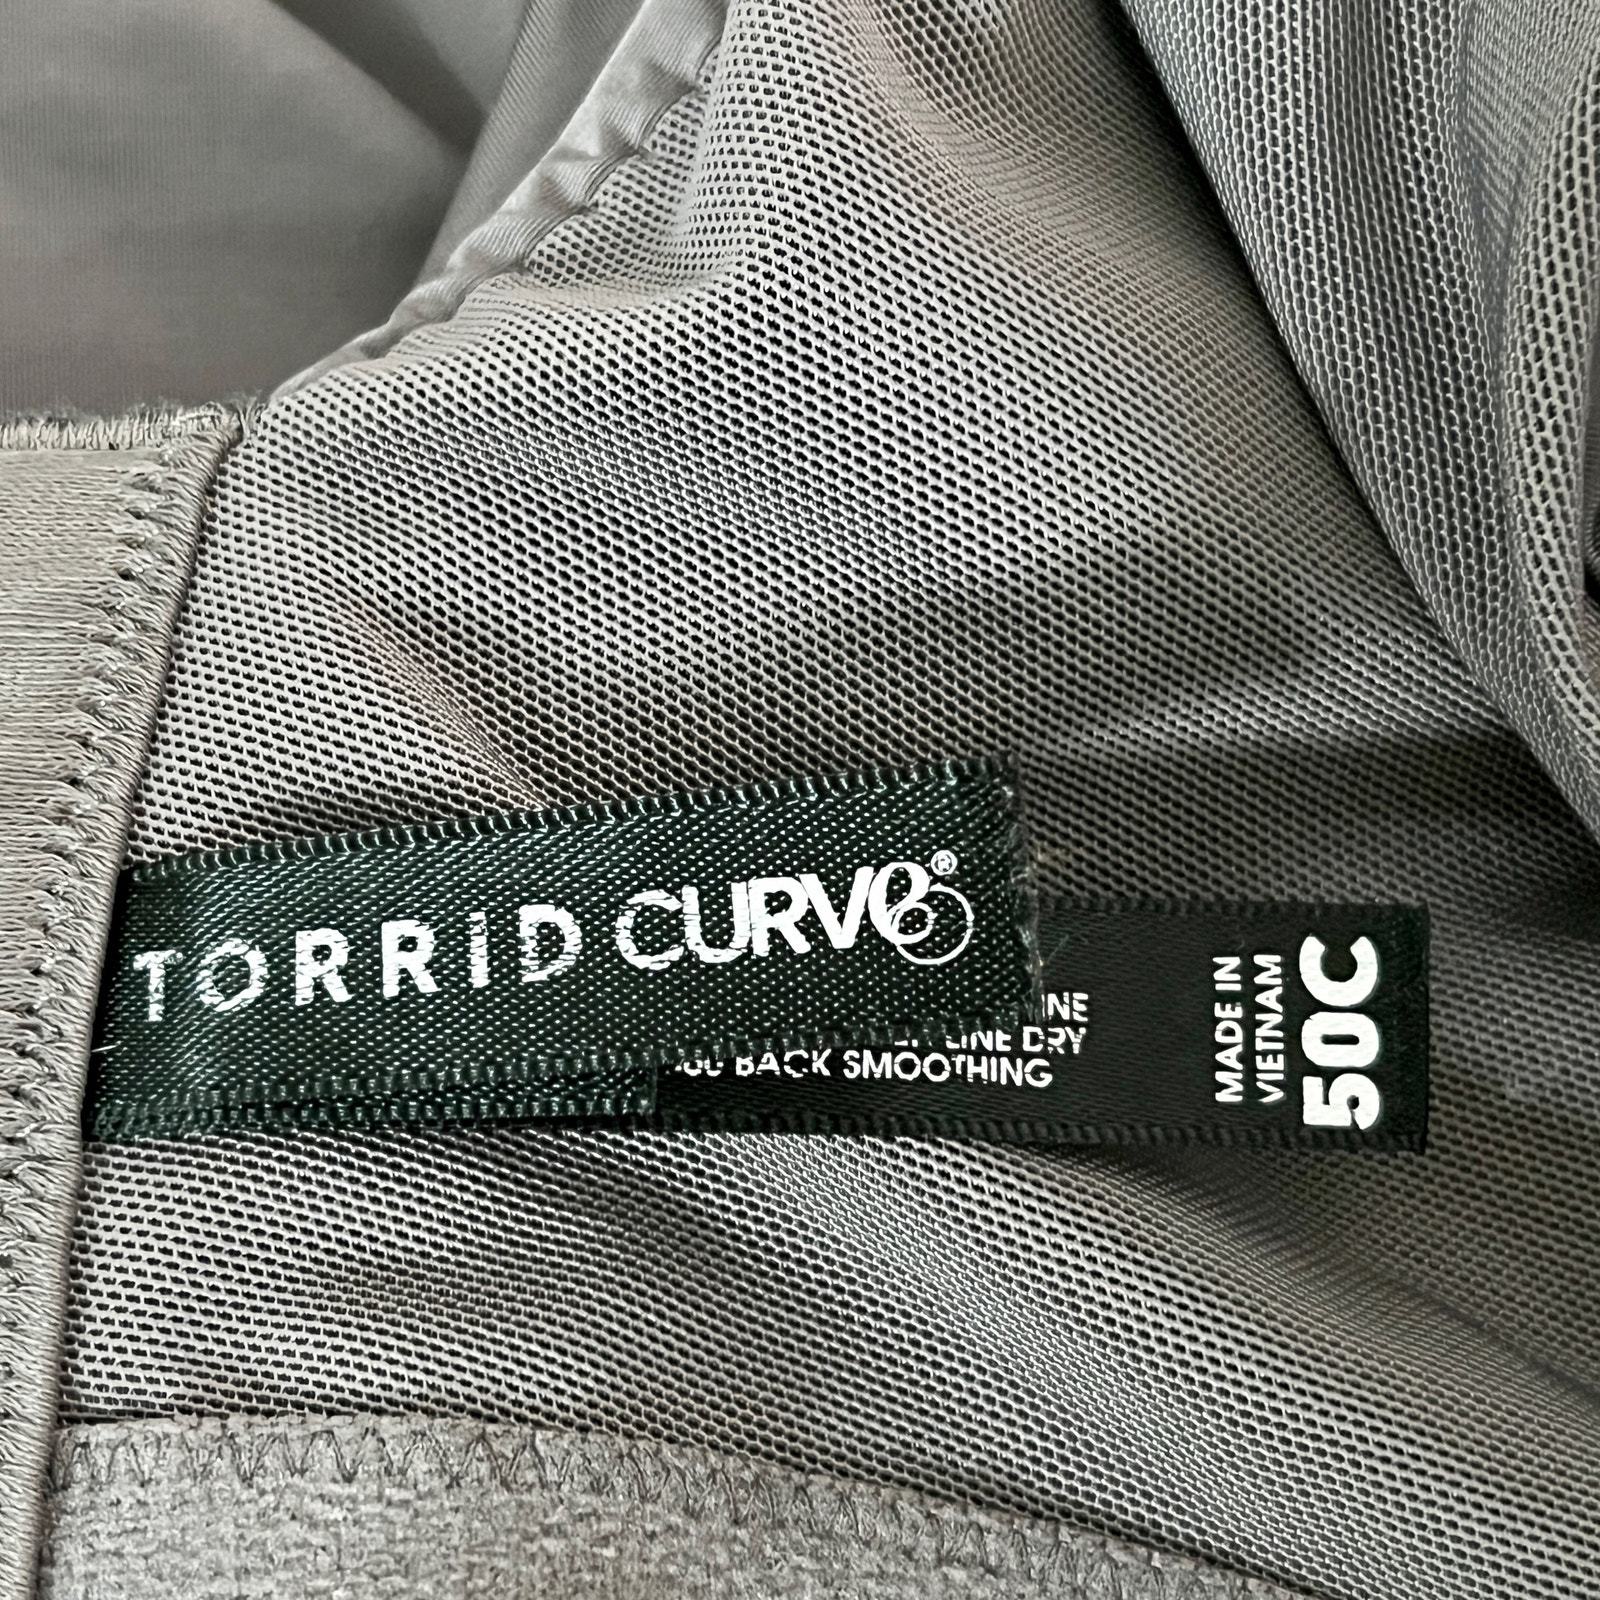 TORRID CURVE®
LINE DRY
BACK SMOOTHING
MADE IN
VIETNAM
50C